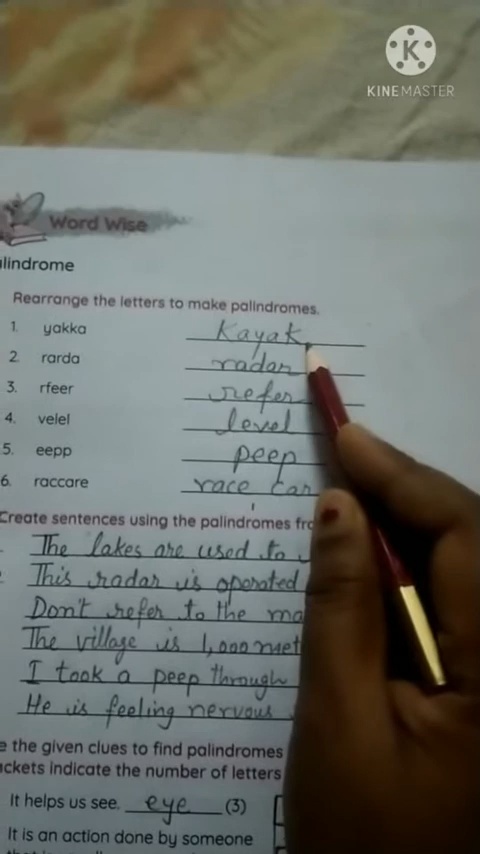 K
KINEMASTER
Word Wise
lindrome
Rearrange the letters to make palindromes.
1. yakka Kayak
2. rarda radar
3. rfeer refer
4. velel level
5. eepp peep
6. raccare race car
Create sentences using the palindromes fr
The lakes are used to
This radar is operated
Don't refer to the ma
The village is 1,000 met
I took a peep through
He is feeling nervous
e the given clues to find palindromes
ackets indicate the number of letters
It helps us see. eye (3)
It is an action done by someone